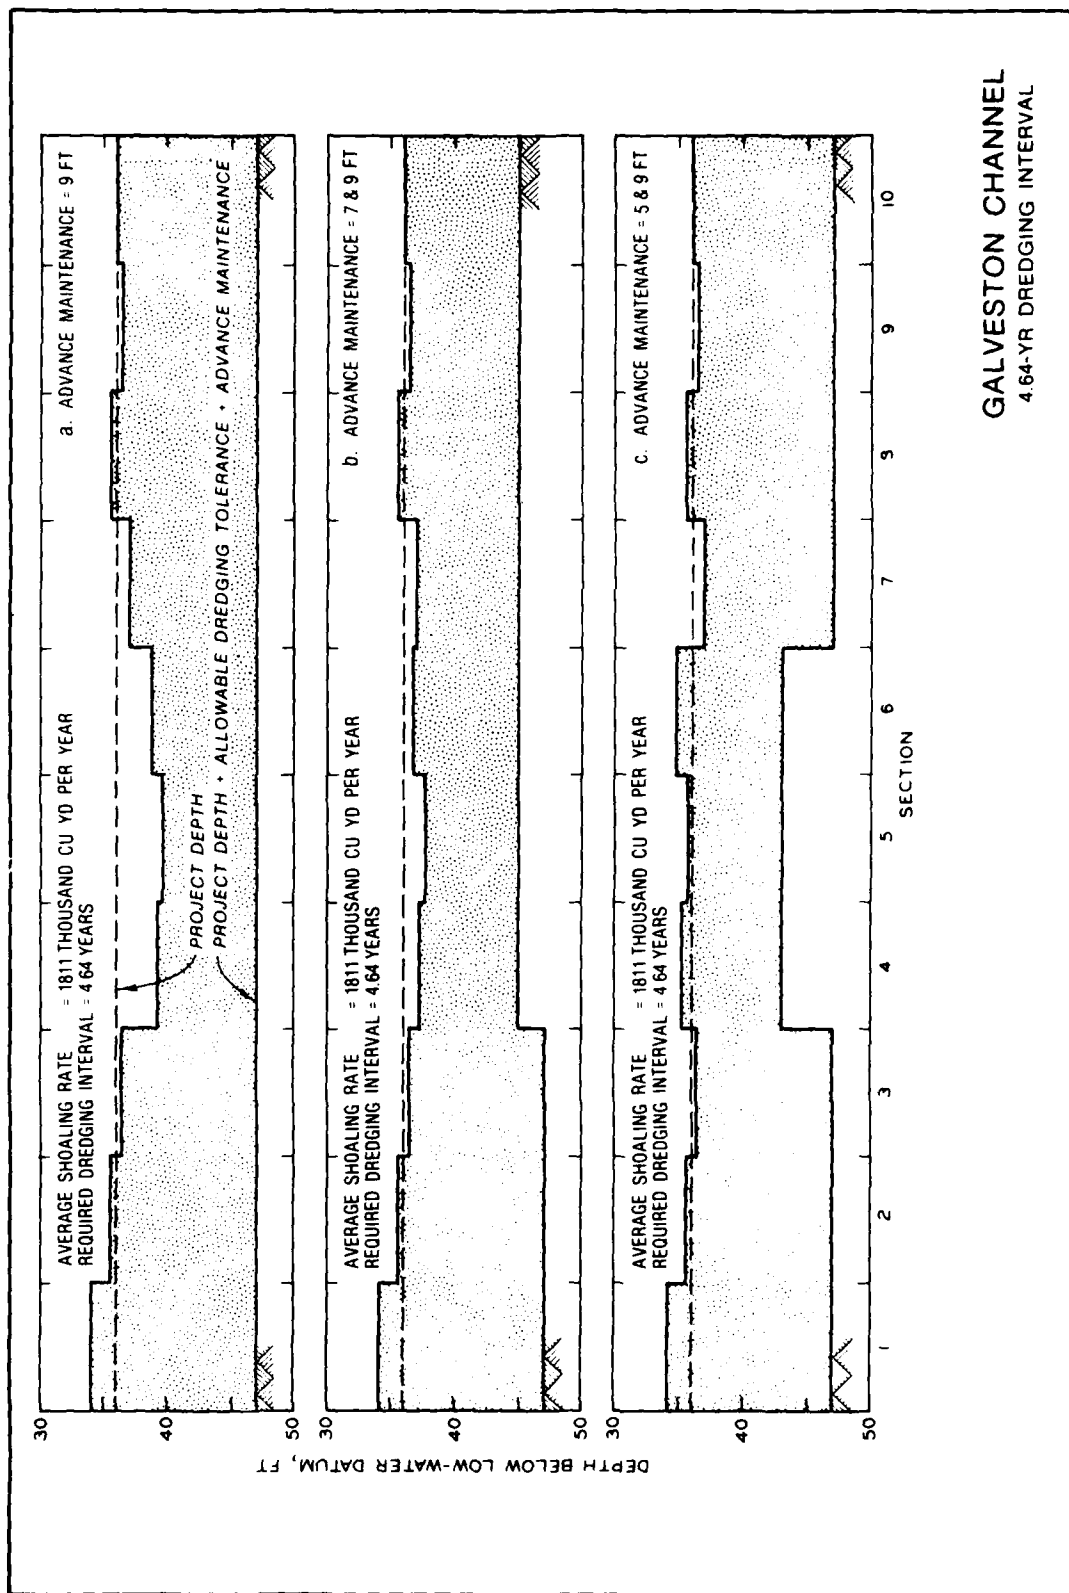 DEPTH BELOW LOW-WATER DATUM, FT
30
40
50
AVERAGE SHOALING RATE = 1811 THOUSAND CU YD PER YEAR
REQUIRED DREDGING INTERVAL = 4.64 YEARS
a. ADVANCE MAINTENANCE = 9 FT
PROJECT DEPTH
PROJECT DEPTH + ALLOWABLE DREDGING TOLERANCE + ADVANCE MAINTENANCE
30
40
50
AVERAGE SHOALING RATE = 1811 THOUSAND CU YD PER YEAR
REQUIRED DREDGING INTERVAL = 4.64 YEARS
b. ADVANCE MAINTENANCE = 7 & 9 FT
30
40
50
AVERAGE SHOALING RATE = 1811 THOUSAND CU YD PER YEAR
REQUIRED DREDGING INTERVAL = 4.64 YEARS
c. ADVANCE MAINTENANCE = 5 & 9 FT
1 2 3 4 5 6 7 9 9 10
SECTION
GALVESTON CHANNEL
4.64-YR DREDGING INTERVAL